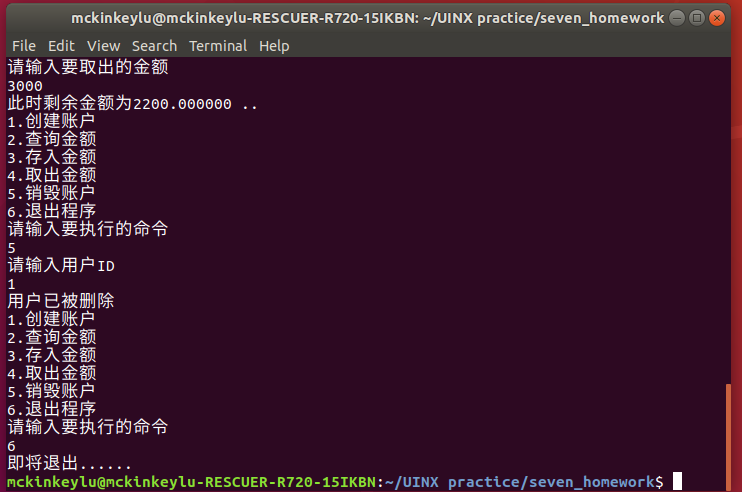 mckinkeylu@mckinkeylu-RESCUER-R720-15IKBN: ~/UINX practice/seven_homework
File Edit View Search Terminal Help
请输入要取出的金额
3000
此时剩余金额为2200.000000 ..
1.创建账户
2.查询金额
3.存入金额
4.取出金额
5.销毁账户
6.退出程序
请输入要执行的命令
5
请输入用户ID
1
用户已被删除
1.创建账户
2.查询金额
3.存入金额
4.取出金额
5.销毁账户
6.退出程序
请输入要执行的命令
6
即将退出......
mckinkeylu@mckinkeylu-RESCUER-R720-15IKBN:~/UINX practice/seven_homework$